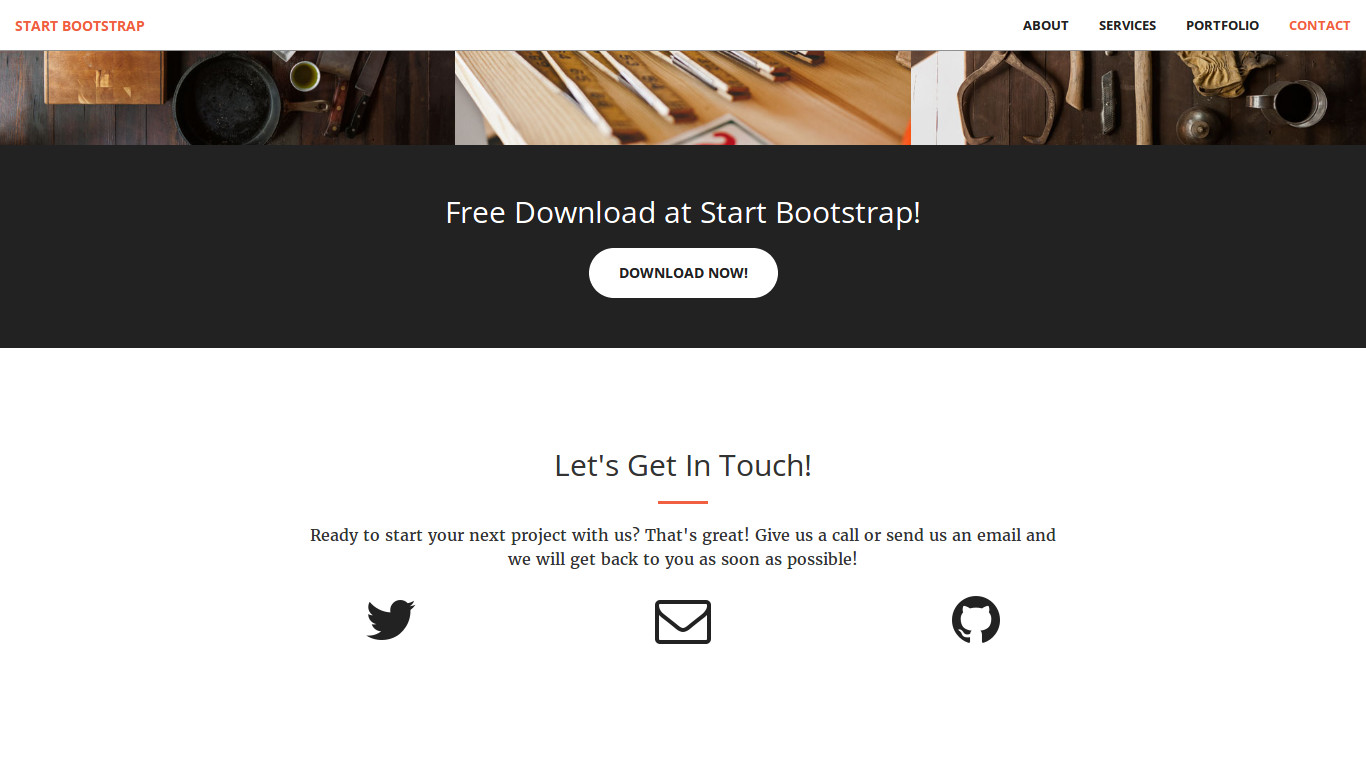 START BOOTSTRAP
ABOUT SERVICES PORTFOLIO CONTACT
Free Download at Start Bootstrap!
DOWNLOAD NOW!
Let's Get In Touch!
Ready to start your next project with us? That's great! Give us a call or send us an email and
we will get back to you as soon as possible!